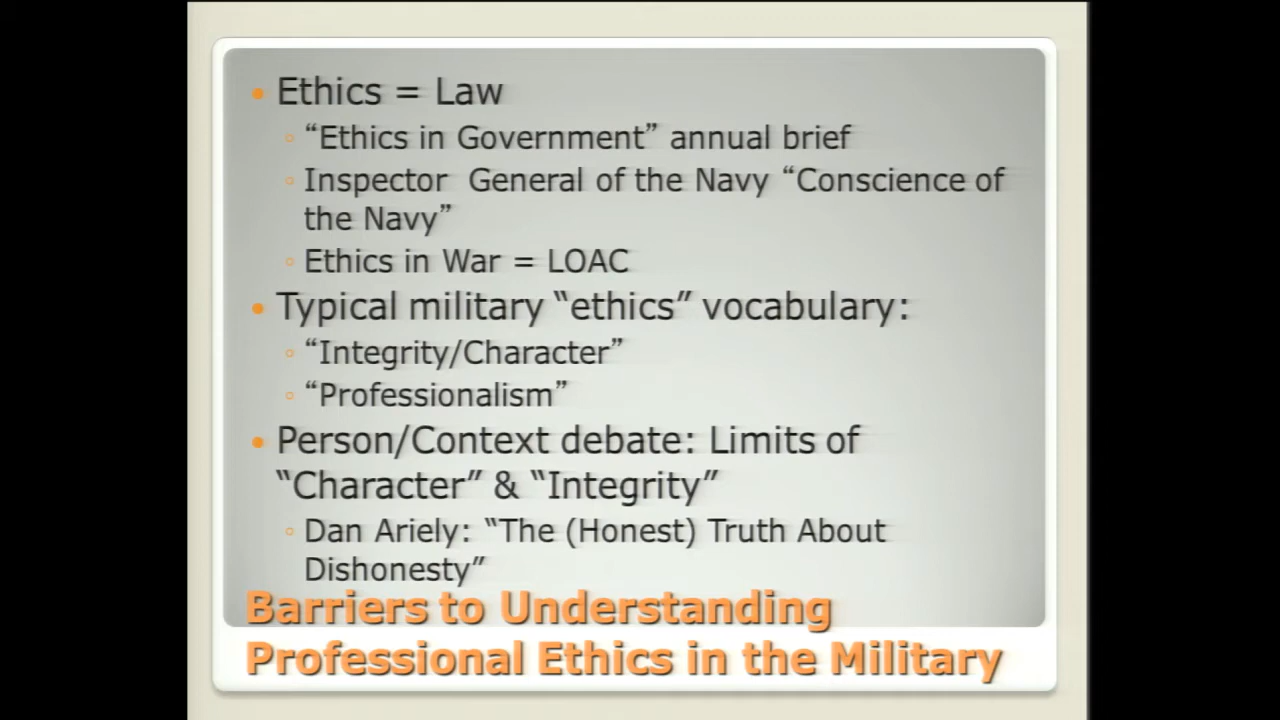 • Ethics = Law
◦ “Ethics in Government” annual brief
◦ Inspector General of the Navy “Conscience of
the Navy”
◦ Ethics in War = LOAC
• Typical military “ethics” vocabulary:
◦ “Integrity/Character”
◦ “Professionalism”
• Person/Context debate: Limits of
“Character” & “Integrity”
◦ Dan Ariely: “The (Honest) Truth About
Dishonesty”
Barriers to Understanding
Professional Ethics in the Military